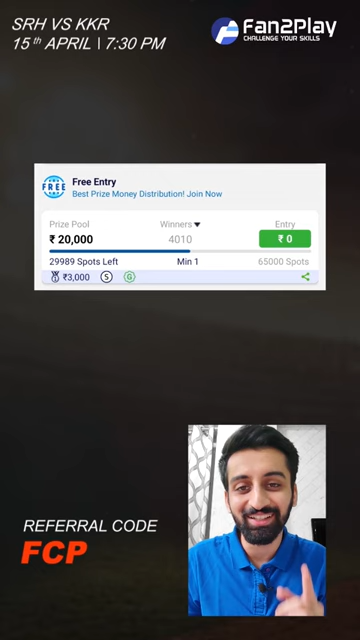 SRH VS KKR
15th APRIL | 7:30 PM
Fan2Play
CHALLENGE YOUR SKILLS
FREE
Free Entry
Best Prize Money Distribution! Join Now
Prize Pool Winners ▾ Entry
₹ 20,000 4010 ₹ 0
29989 Spots Left Min 1 65000 Spots
₹3,000 S G
REFERRAL CODE
FCP